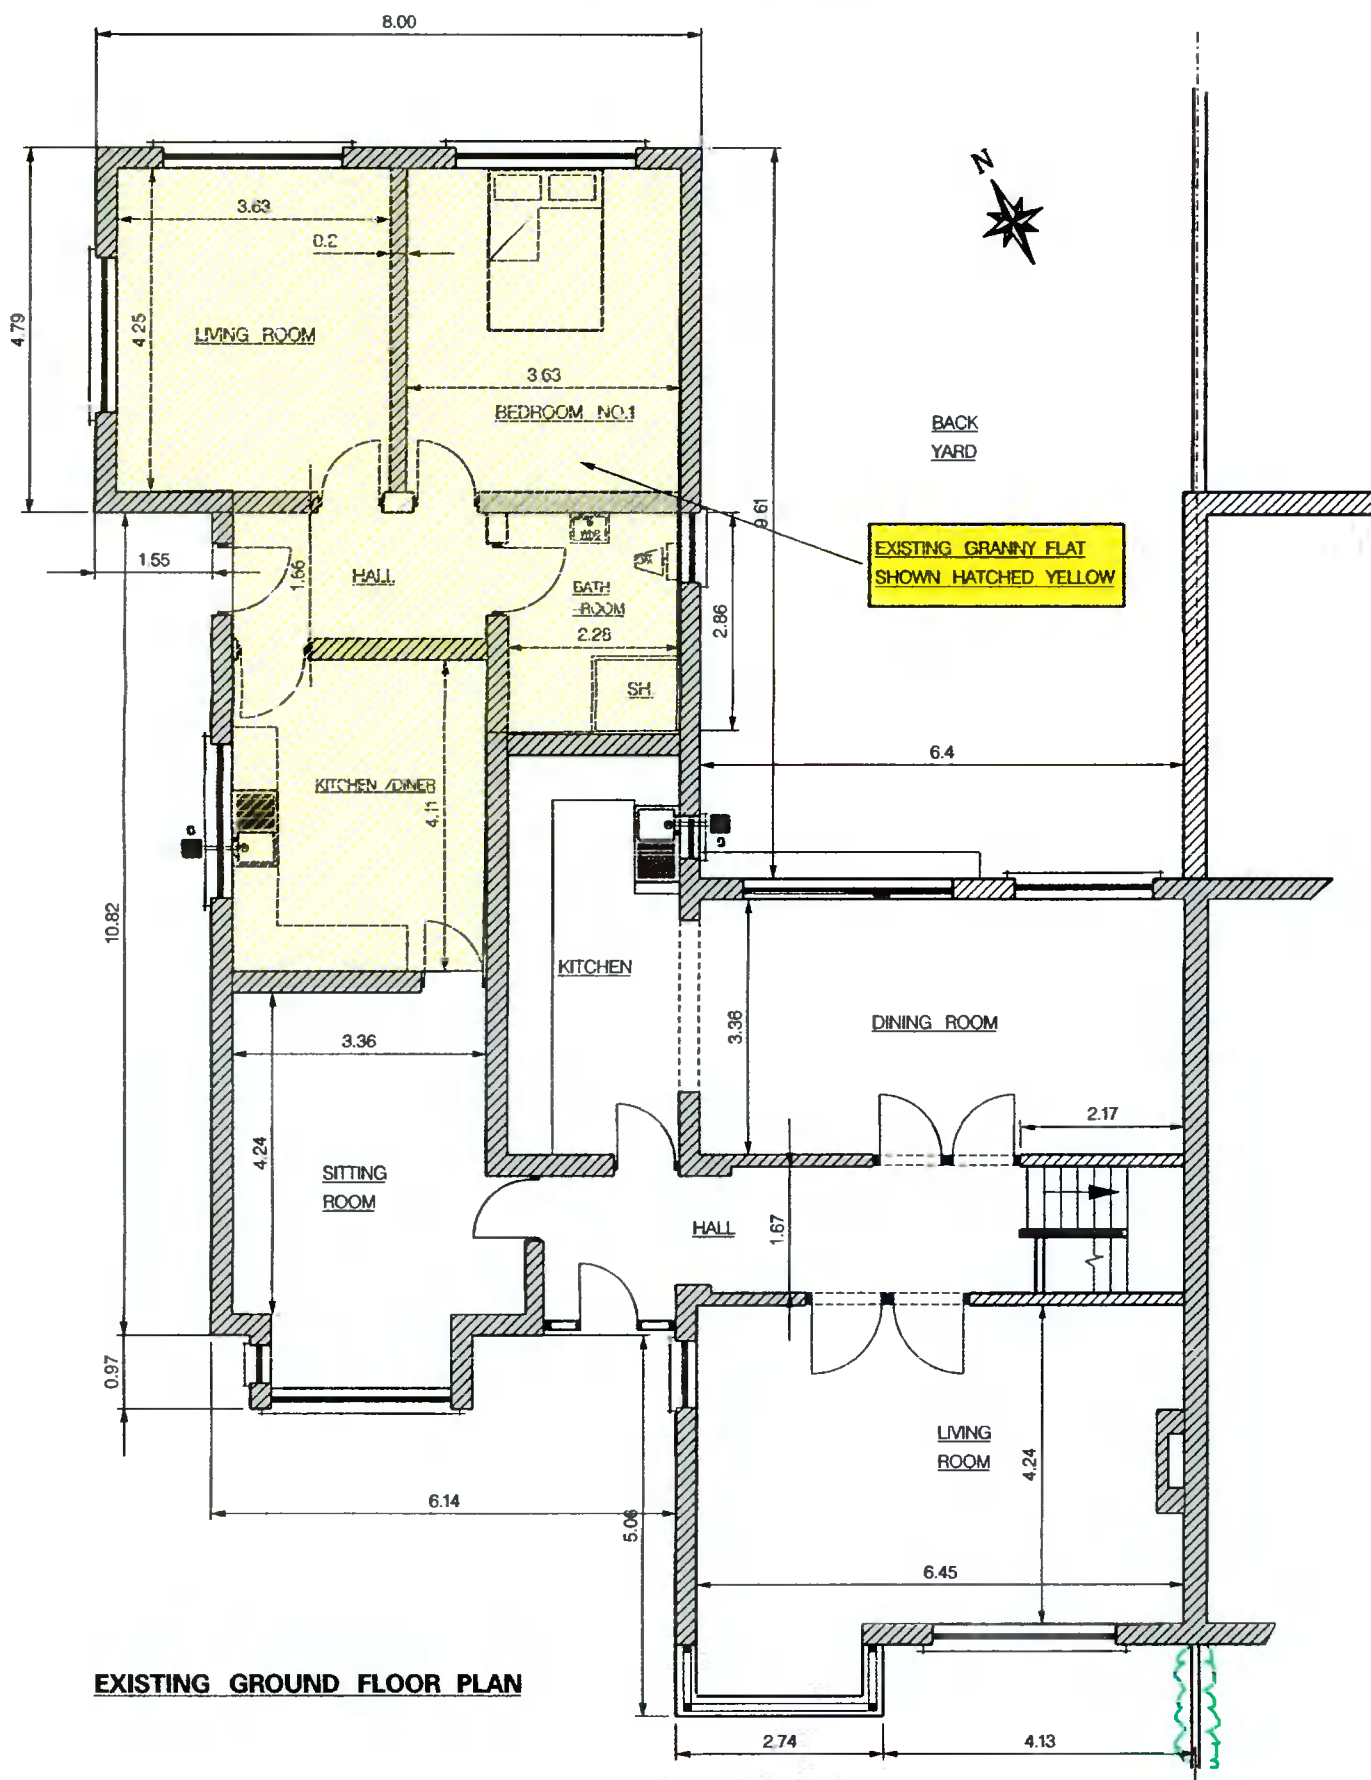 8.00
N
3.63
0.2
4.79
4.25
LIVING ROOM
3.63
BEDROOM NO.1
BACK
YARD
9.61
EXISTING GRANNY FLAT
SHOWN HATCHED YELLOW
1.55
1.66
HALL
BATH
-ROOM
2.28
2.86
SH.
6.4
KITCHEN /DINER
4.11
10.82
KITCHEN
DINING ROOM
3.36
3.36
2.17
4.24
SITTING
ROOM
HALL
1.67
0.97
LIVING
ROOM
4.24
6.14
5.06
6.45
EXISTING GROUND FLOOR PLAN
2.74
4.13